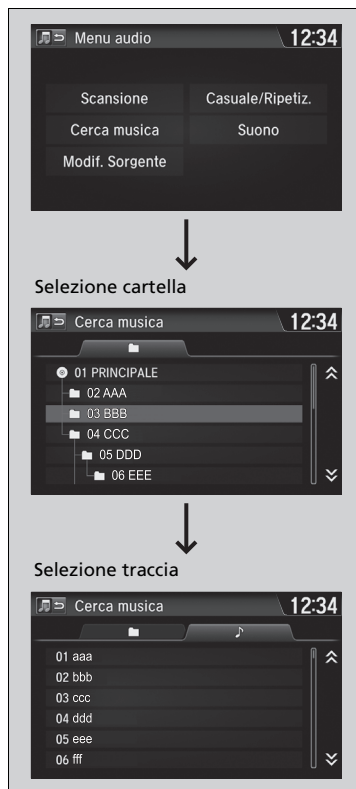 Menu audio 12:34
Scansione Casuale/Ripetiz.
Cerca musica Suono
Modif. Sorgente
Selezione cartella
Cerca musica 12:34
01 PRINCIPALE
02 AAA
03 BBB
04 CCC
05 DDD
06 EEE
Selezione traccia
Cerca musica 12:34
01 aaa
02 bbb
03 ccc
04 ddd
05 eee
06 fff